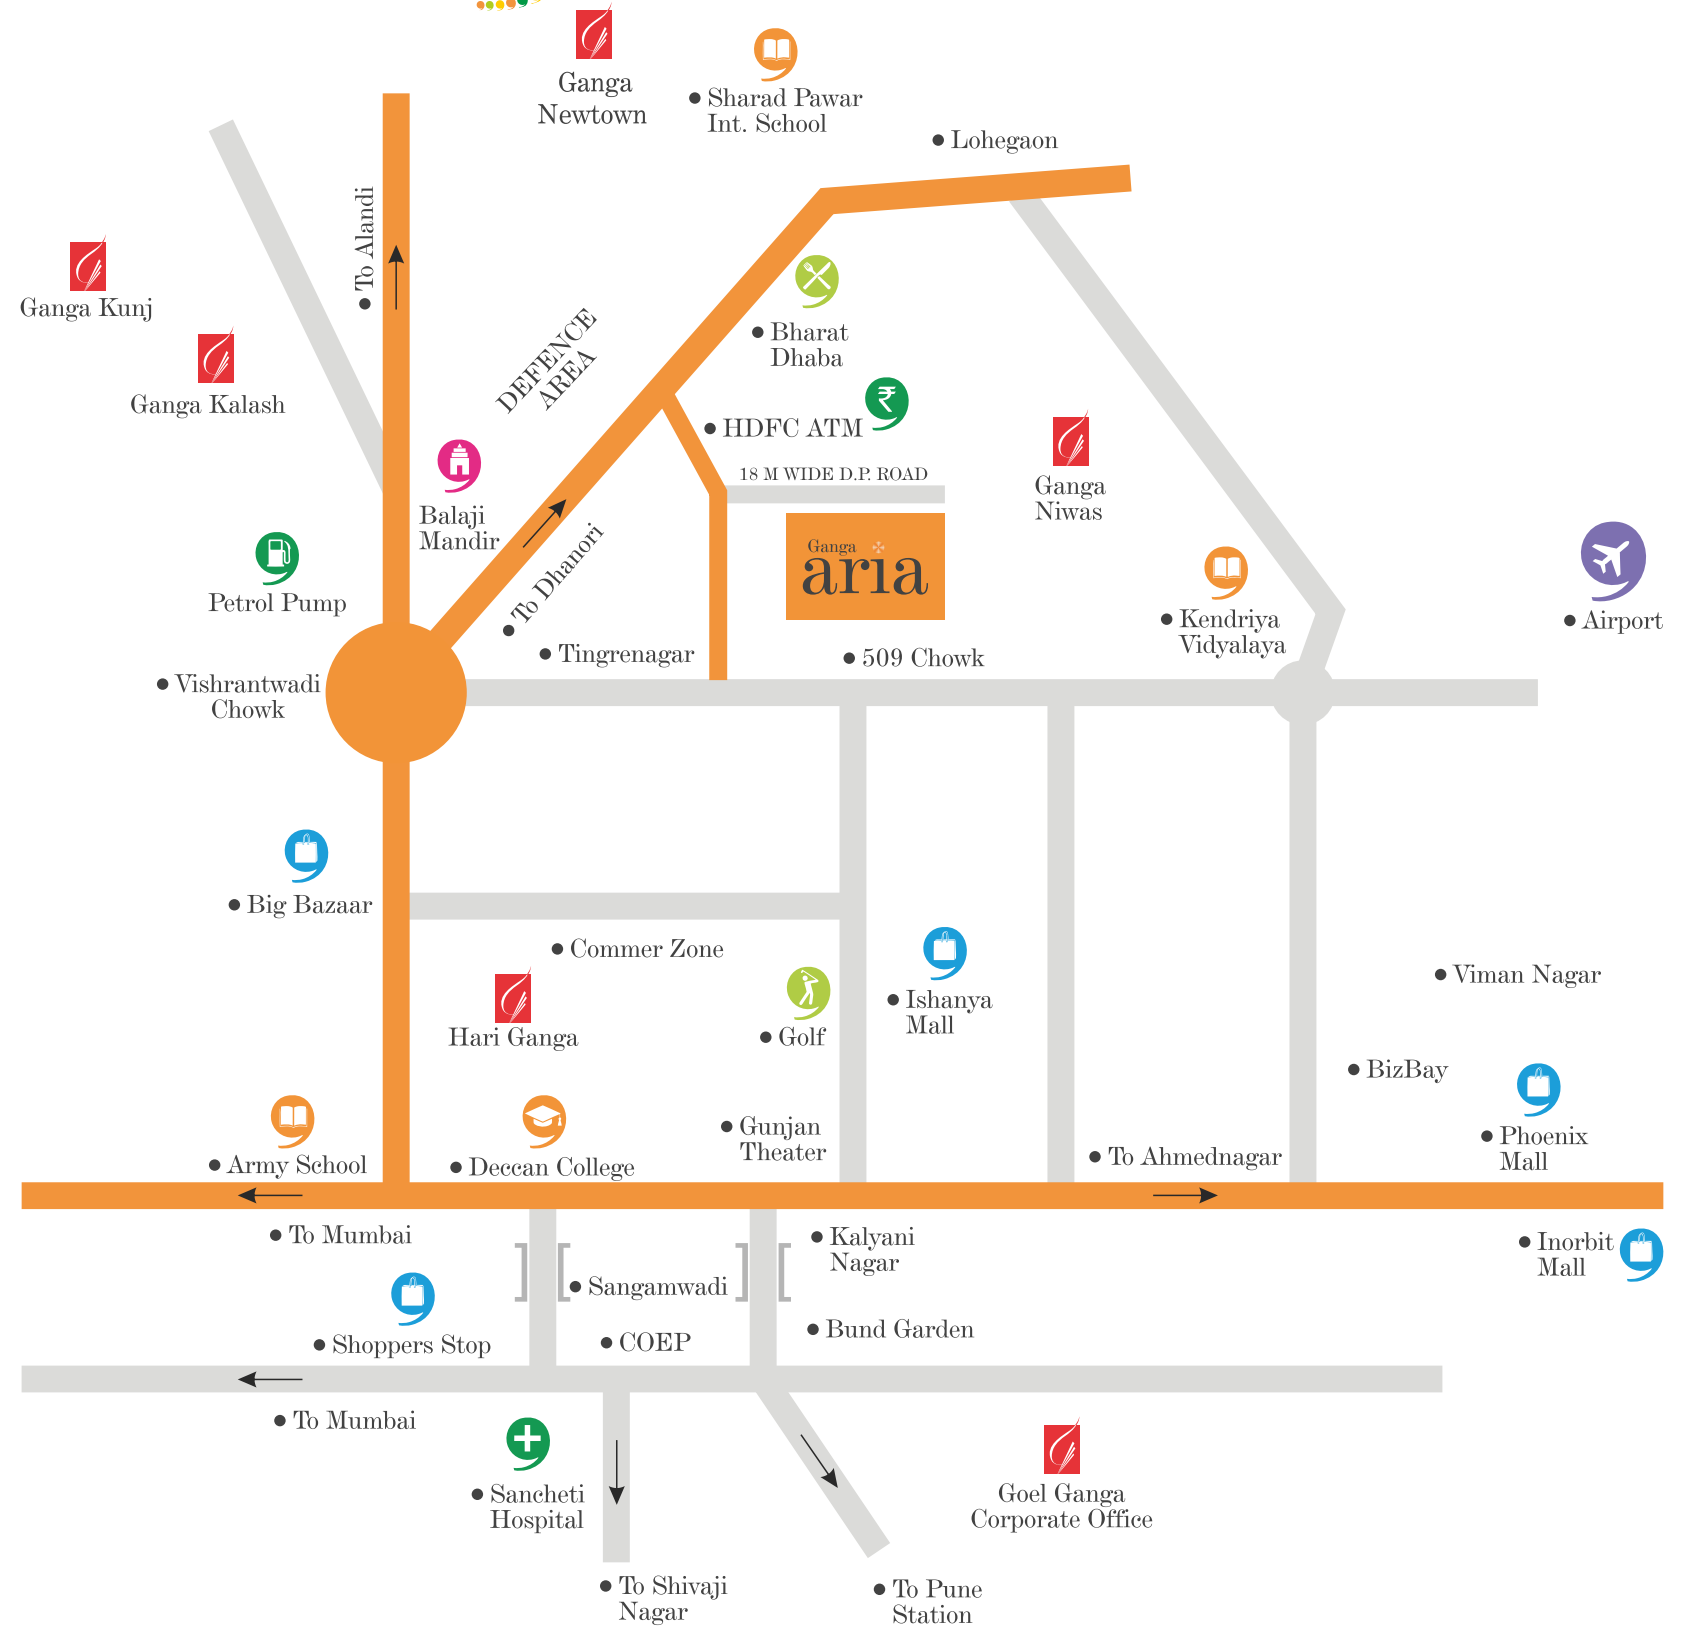 Ganga
Newtown
Sharad Pawar
Int. School
Lohegaon
To Alandi
Ganga Kunj
Ganga Kalash
DEFENCE
AREA
Bharat
Dhaba
HDFC ATM
18 M WIDE D.P. ROAD
Ganga
Niwas
Balaji
Mandir
To Dhanori
Ganga
aria
Petrol Pump
Kendriya
Vidyalaya
Airport
Tingrenagar
509 Chowk
Vishrantwadi
Chowk
Big Bazaar
Commer Zone
Hari Ganga
Golf
Ishanya
Mall
Viman Nagar
BizBay
Army School
Deccan College
Gunjan
Theater
To Ahmednagar
Phoenix
Mall
To Mumbai
Kalyani
Nagar
Inorbit
Mall
Sangamwadi
Shoppers Stop
COEP
Bund Garden
To Mumbai
Sancheti
Hospital
Goel Ganga
Corporate Office
To Shivaji
Nagar
To Pune
Station